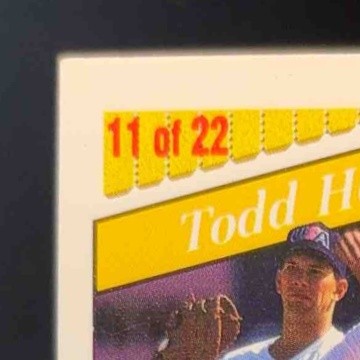 11 of 22
Todd H